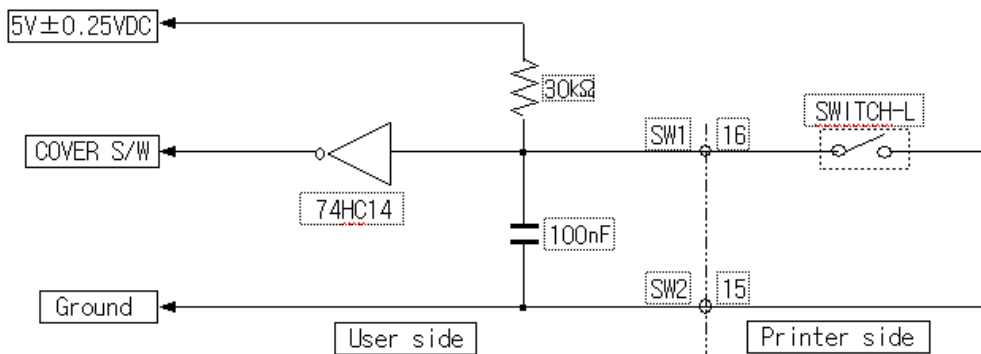 5V±0.25VDC
30kΩ
SWITCH-L
COVER S/W
SW1
16
74HC14
100nF
SW2
15
Ground
User side
Printer side